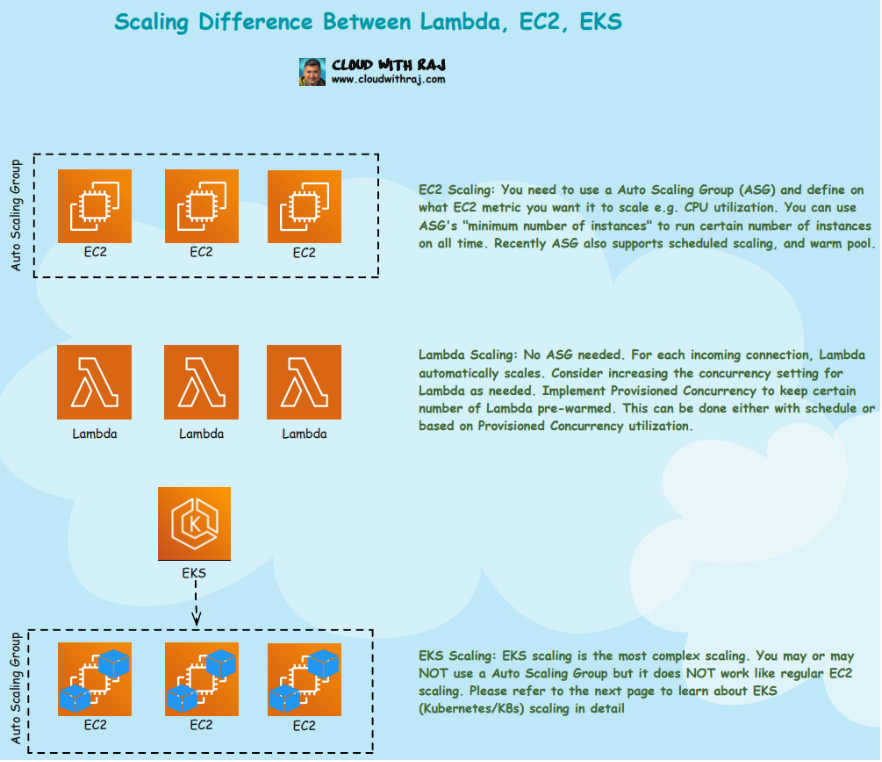 Scaling Difference Between Lambda, EC2, EKS
CLOUD WITH RAJ
www.cloudwithraj.com
Auto Scaling Group
EC2
EC2
EC2
EC2 Scaling: You need to use a Auto Scaling Group (ASG) and define on
what EC2 metric you want it to scale e.g. CPU utilization. You can use
ASG's "minimum number of instances" to run certain number of instances
on all time. Recently ASG also supports scheduled scaling, and warm pool.
Lambda
Lambda
Lambda
Lambda Scaling: No ASG needed. For each incoming connection, Lambda
automatically scales. Consider increasing the concurrency setting for
Lambda as needed. Implement Provisioned Concurrency to keep certain
number of Lambda pre-warmed. This can be done either with schedule or
based on Provisioned Concurrency utilization.
K
EKS
Auto Scaling Group
EC2
EC2
EC2
EKS Scaling: EKS scaling is the most complex scaling. You may or may
NOT use a Auto Scaling Group but it does NOT work like regular EC2
scaling. Please refer to the next page to learn about EKS
(Kubernetes/K8s) scaling in detail